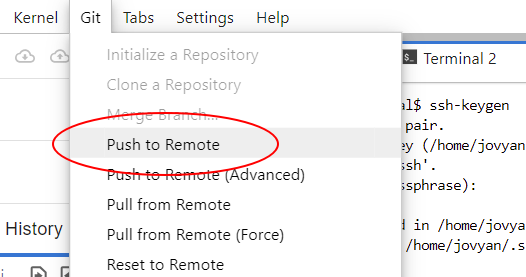 Kernel Git Tabs Settings Help
Initialize a Repository
Clone a Repository
Merge Branch...
Push to Remote
Push to Remote (Advanced)
Pull from Remote
Pull from Remote (Force)
Reset to Remote
History
Terminal 2
al$ ssh-keygen
pair.
ey (/home/jovyan
ssh'.
ssphrase):
d in /home/jovya
/home/jovyan/.s